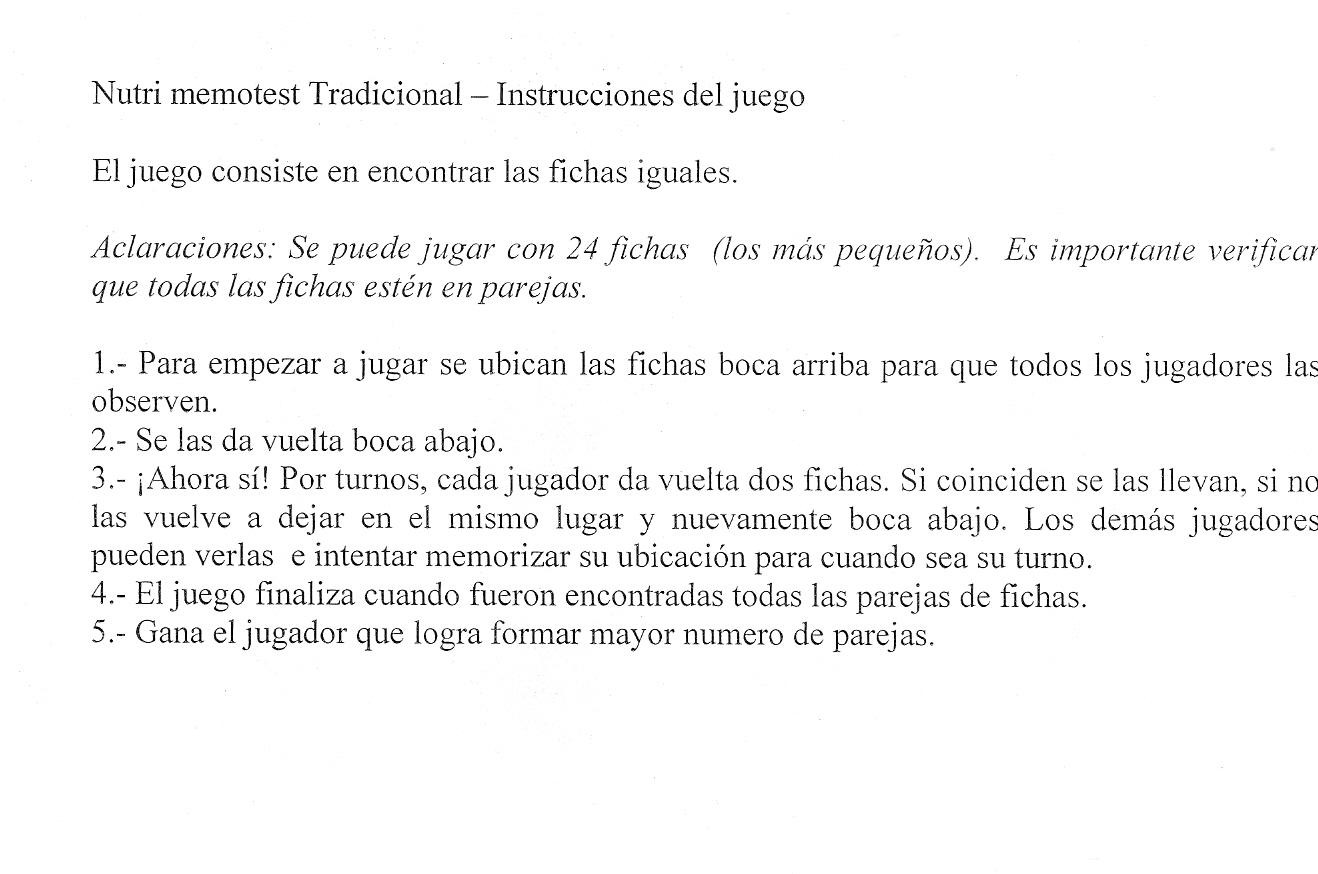 Nutri memotest Tradicional – Instrucciones del juego
El juego consiste en encontrar las fichas iguales.
Aclaraciones: Se puede jugar con 24 fichas  (los más pequeños).  Es importante verificar
que todas las fichas estén en parejas.
1.- Para empezar a jugar se ubican las fichas boca arriba para que todos los jugadores las
observen.
2.- Se las da vuelta boca abajo.
3.- ¡Ahora sí! Por turnos, cada jugador da vuelta dos fichas. Si coinciden se las llevan, si no
las vuelve a dejar en el mismo lugar y nuevamente boca abajo. Los demás jugadores
pueden verlas  e intentar memorizar su ubicación para cuando sea su turno.
4.- El juego finaliza cuando fueron encontradas todas las parejas de fichas.
5.- Gana el jugador que logra formar mayor numero de parejas.